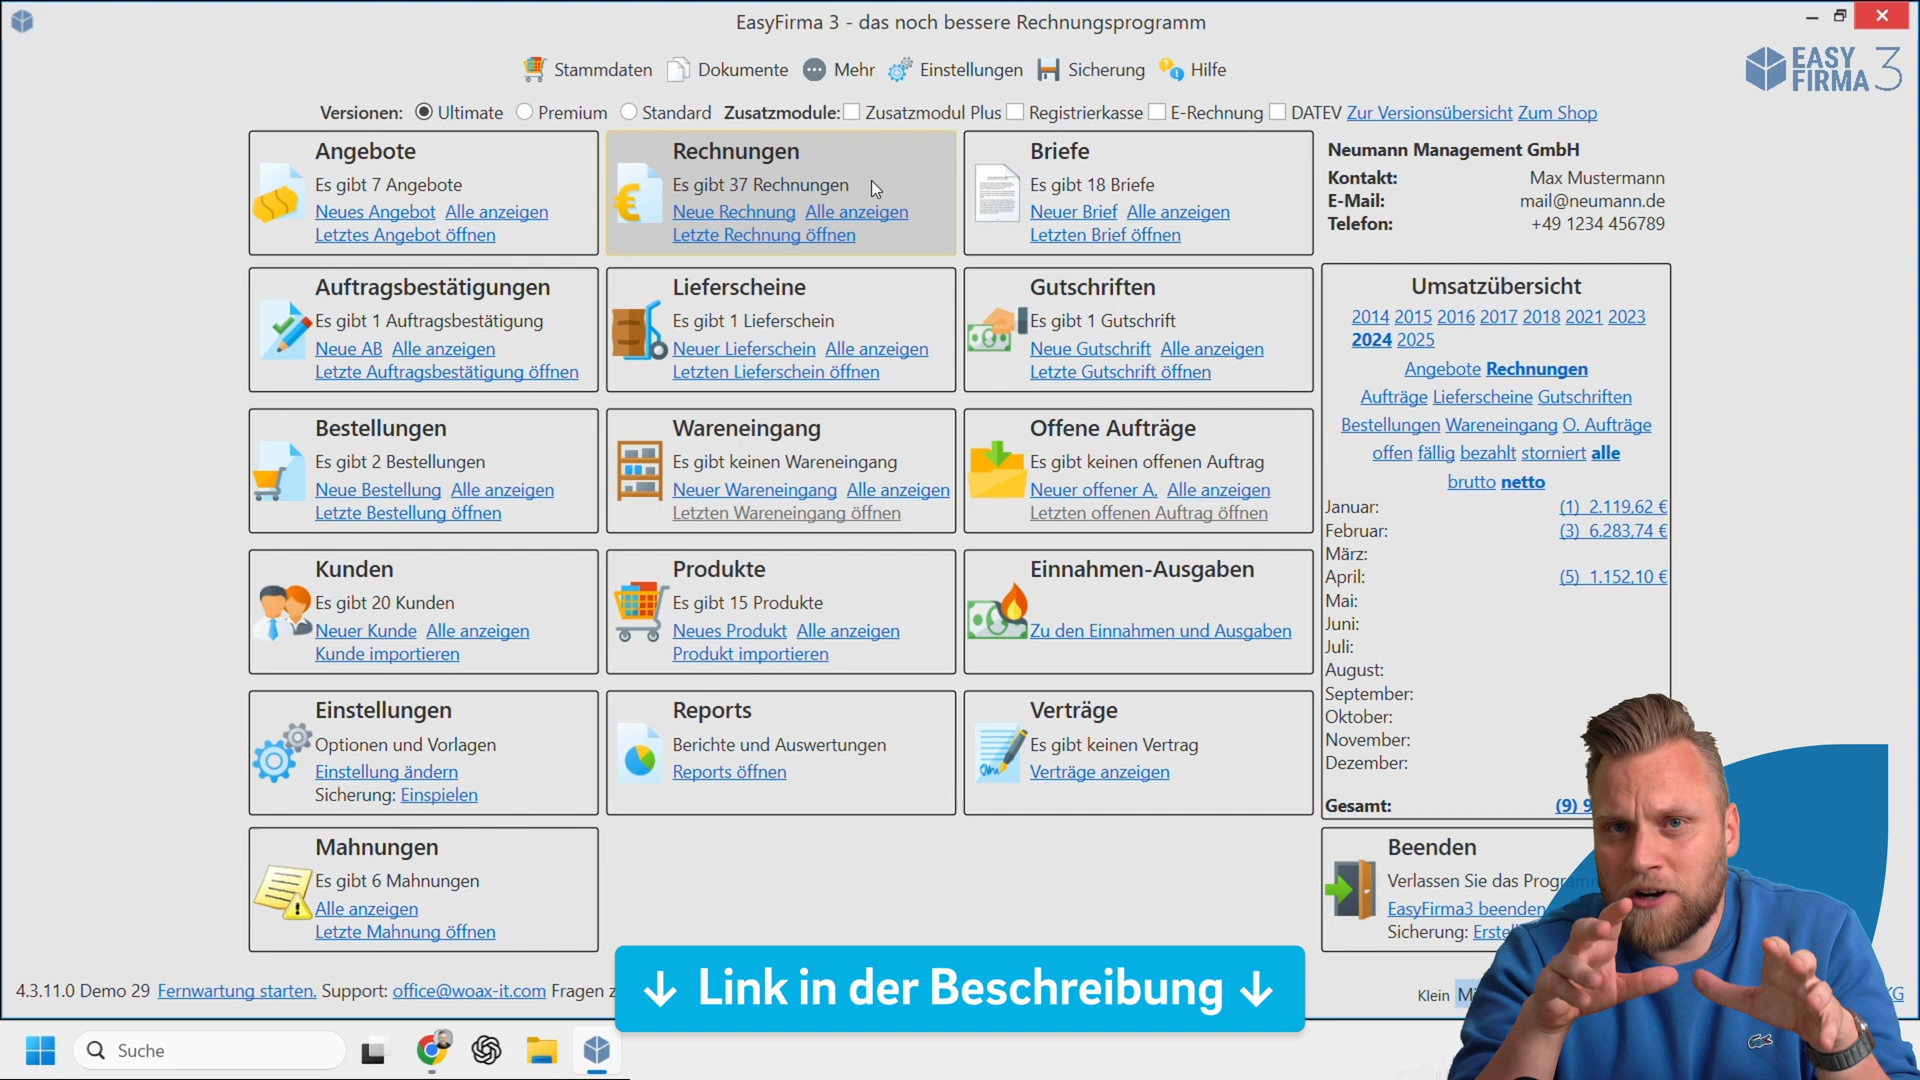 EasyFirma 3 - das noch bessere Rechnungsprogramm
Stammdaten Dokumente Mehr Einstellungen Sicherung Hilfe
EASY FIRMA 3
Versionen: Ultimate Premium Standard Zusatzmodule: Zusatzmodul Plus Registrierkasse E-Rechnung DATEV Zur Versionsübersicht Zum Shop
Angebote
Es gibt 7 Angebote
Neues Angebot Alle anzeigen
Letztes Angebot öffnen
Rechnungen
Es gibt 37 Rechnungen
Neue Rechnung Alle anzeigen
Letzte Rechnung öffnen
Briefe
Es gibt 18 Briefe
Neuer Brief Alle anzeigen
Letzten Brief öffnen
Neumann Management GmbH
Kontakt: Max Mustermann
E-Mail: mail@neumann.de
Telefon: +49 1234 456789
Auftragsbestätigungen
Es gibt 1 Auftragsbestätigung
Neue AB Alle anzeigen
Letzte Auftragsbestätigung öffnen
Lieferscheine
Es gibt 1 Lieferschein
Neuer Lieferschein Alle anzeigen
Letzten Lieferschein öffnen
Gutschriften
Es gibt 1 Gutschrift
Neue Gutschrift Alle anzeigen
Letzte Gutschrift öffnen
Bestellungen
Es gibt 2 Bestellungen
Neue Bestellung Alle anzeigen
Letzte Bestellung öffnen
Wareneingang
Es gibt keinen Wareneingang
Neuer Wareneingang Alle anzeigen
Letzten Wareneingang öffnen
Offene Aufträge
Es gibt keinen offenen Auftrag
Neuer offener A. Alle anzeigen
Letzten offenen Auftrag öffnen
Kunden
Es gibt 20 Kunden
Neuer Kunde Alle anzeigen
Kunde importieren
Produkte
Es gibt 15 Produkte
Neues Produkt Alle anzeigen
Produkt importieren
Einnahmen-Ausgaben
Zu den Einnahmen und Ausgaben
Einstellungen
Optionen und Vorlagen
Einstellung ändern
Sicherung: Einspielen
Reports
Berichte und Auswertungen
Reports öffnen
Verträge
Es gibt keinen Vertrag
Verträge anzeigen
Mahnungen
Es gibt 6 Mahnungen
Alle anzeigen
Letzte Mahnung öffnen
Umsatzübersicht
2014 2015 2016 2017 2018 2021 2023
2024 2025
Angebote Rechnungen
Aufträge Lieferscheine Gutschriften
Bestellungen Wareneingang O. Aufträge
offen fällig bezahlt storniert alle
brutto netto
Januar: (1) 2.119,62 €
Februar: (3) 6.283,74 €
März:
April: (5) 1.152,10 €
Mai:
Juni:
Juli:
August:
September:
Oktober:
November:
Dezember:
Gesamt: (9) 9
Beenden
Verlassen Sie das
EasyFirma3 beenden
Sicherung:
4.3.11.0 Demo 29 Fernwartung starten. Support: office@woax-it.com Fragen
Klein
↓ Link in der Beschreibung ↓
Suche